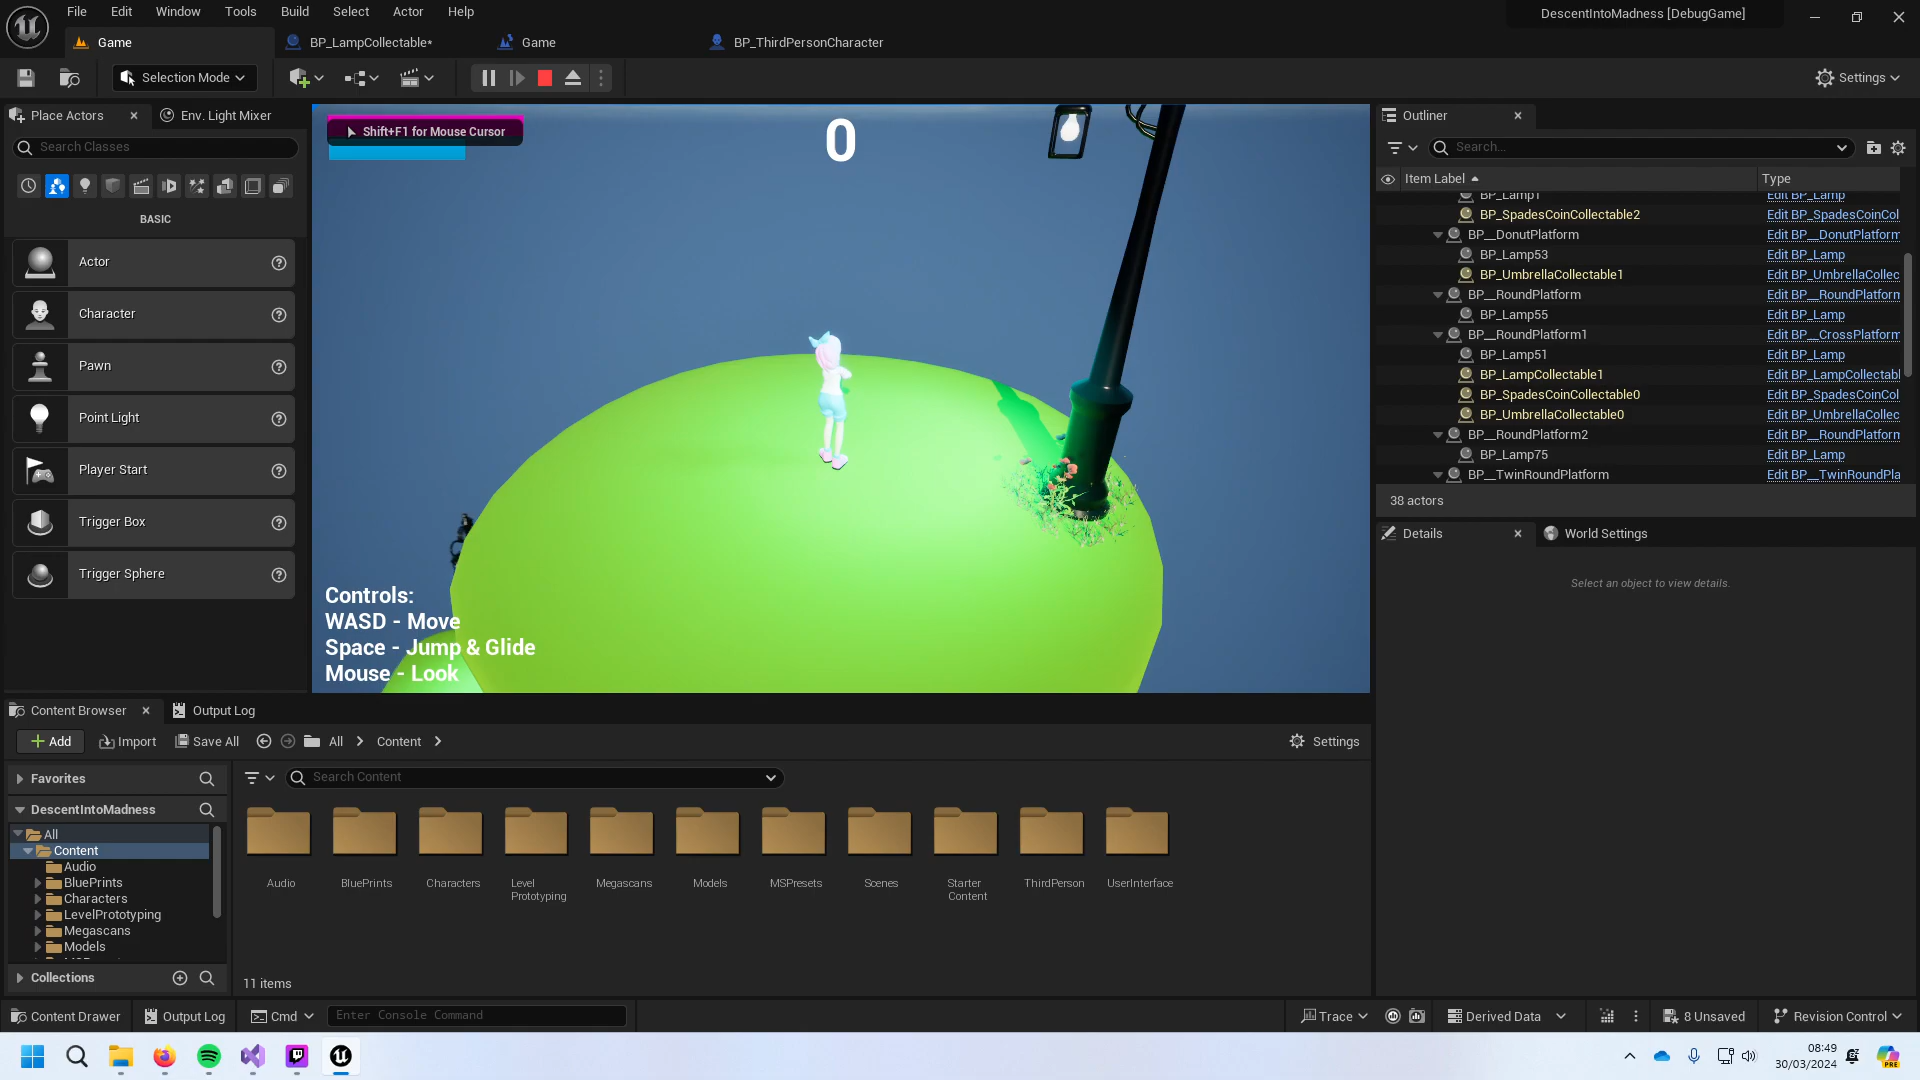 File Edit Window Tools Build Select Actor Help
DescentIntoMadness [DebugGame]
Game
BP_LampCollectable*
Game
BP_ThirdPersonCharacter
Selection Mode
Settings
Place Actors
Env. Light Mixer
Search Classes
BASIC
Actor
Character
Pawn
Point Light
Player Start
Trigger Box
Trigger Sphere
Shift+F1 for Mouse Cursor
0
Controls:
WASD - Move
Space - Jump & Glide
Mouse - Look
Outliner
Search...
Item Label Type
BP_Lamp1 Edit BP_Lamp
BP_SpadesCoinCollectable2 Edit BP_SpadesCoinCol
BP__DonutPlatform Edit BP__DonutPlatform
BP_Lamp53 Edit BP_Lamp
BP_UmbrellaCollectable1 Edit BP_UmbrellaCollec
BP__RoundPlatform Edit BP__RoundPlatform
BP_Lamp55 Edit BP_Lamp
BP__RoundPlatform1 Edit BP__CrossPlatform
BP_Lamp51 Edit BP_Lamp
BP_LampCollectable1 Edit BP_LampCollectabl
BP_SpadesCoinCollectable0 Edit BP_SpadesCoinCol
BP_UmbrellaCollectable0 Edit BP_UmbrellaCollec
BP__RoundPlatform2 Edit BP__RoundPlatform
BP_Lamp75 Edit BP_Lamp
BP__TwinRoundPlatform Edit BP__TwinRoundPla
38 actors
Details
World Settings
Select an object to view details.
Content Browser
Output Log
Add Import Save All All Content
Settings
Favorites
Search Content
DescentIntoMadness
All
Content
Audio
BluePrints
Characters
LevelPrototyping
Megascans
Models
Collections
Audio
BluePrints
Characters
Level
Prototyping
Megascans
Models
MSPresets
Scenes
Starter
Content
ThirdPerson
UserInterface
11 items
Content Drawer
Output Log
Cmd
Enter Console Command
Trace
Derived Data
8 Unsaved
Revision Control
08:49
30/03/2024
PRE